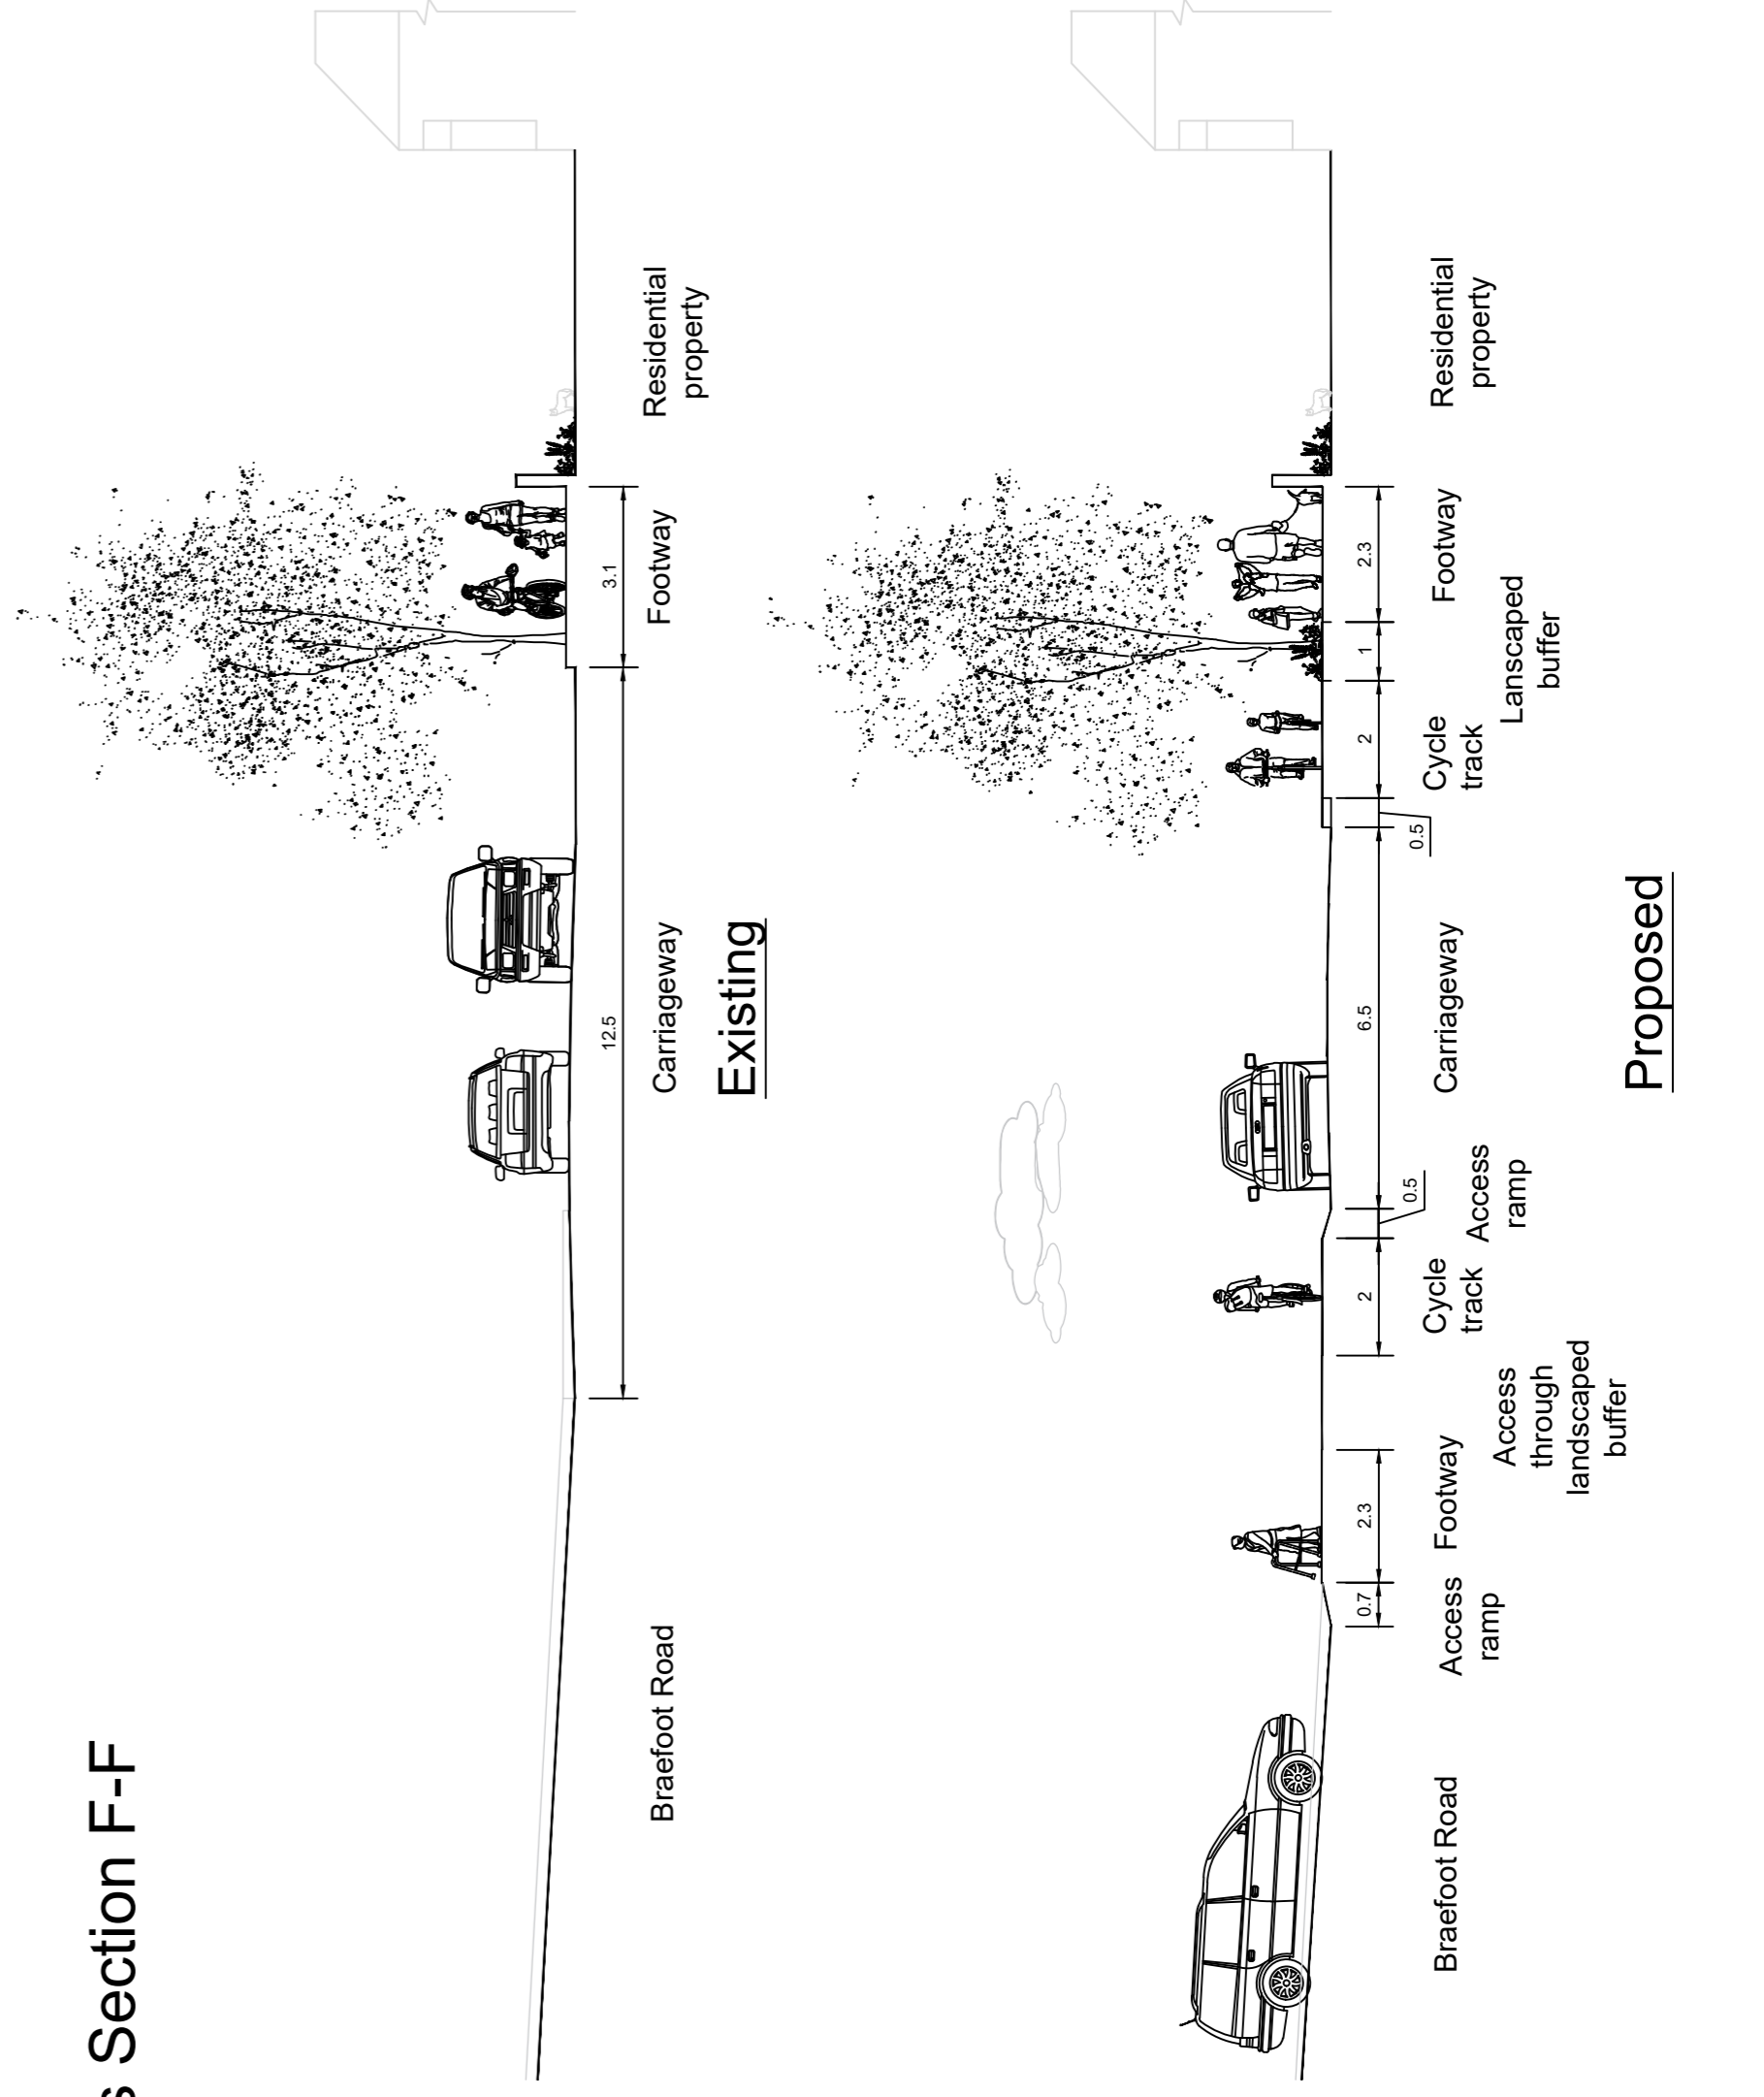 s Section F-F
12.5
3.1
Braefoot Road
Carriageway
Footway
Residential
property
Existing
0.7
2.3
2
0.5
6.5
0.5
2
1
2.3
Braefoot Road
Access
ramp
Footway
Access
through
landscaped
buffer
Cycle
track
Access
ramp
Carriageway
Cycle
track
Lanscaped
buffer
Footway
Residential
property
Proposed